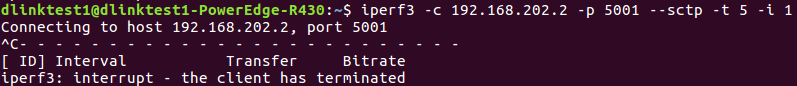 dlinktest1@dlinktest1-PowerEdge-R430:~$ iperf3 -c 192.168.202.2 -p 5001 --sctp -t 5 -i 1
Connecting to host 192.168.202.2, port 5001
^C- - - - - - - - - - - - - - - - - - - - - - - - -
[ ID] Interval           Transfer     Bitrate
iperf3: interrupt - the client has terminated